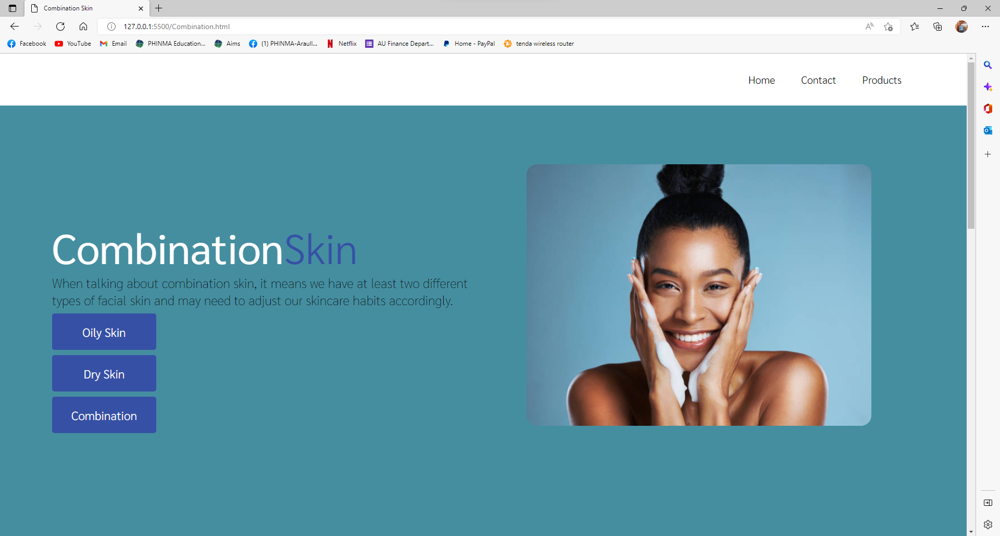 Combination Skin
127.0.0.1:5500/Combination.html
Facebook YouTube Email PHINMA Education... Aims (1) PHINMA-Araull... Netflix AU Finance Depart... Home - PayPal tenda wireless router
Home Contact Products
CombinationSkin
When talking about combination skin, it means we have at least two different
types of facial skin and may need to adjust our skincare habits accordingly.
Oily Skin
Dry Skin
Combination